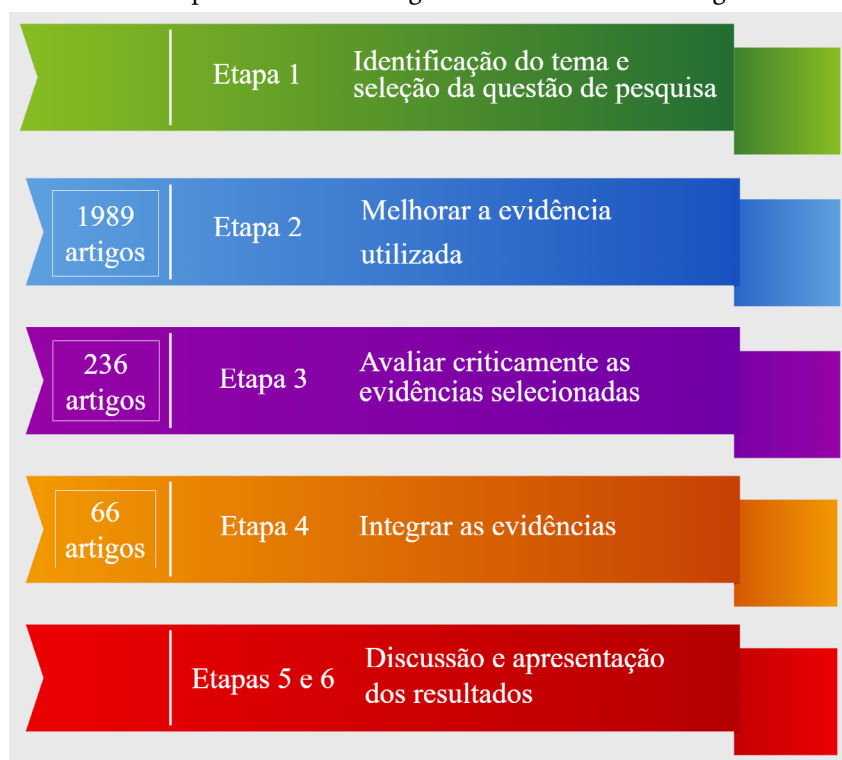 Etapa 1
Identificação do tema e
seleção da questão de pesquisa
1989
artigos
Etapa 2
Melhorar a evidência
utilizada
236
artigos
Etapa 3
Avaliar criticamente as
evidências selecionadas
66
artigos
Etapa 4
Integrar as evidências
Etapas 5 e 6
Discussão e apresentação
dos resultados